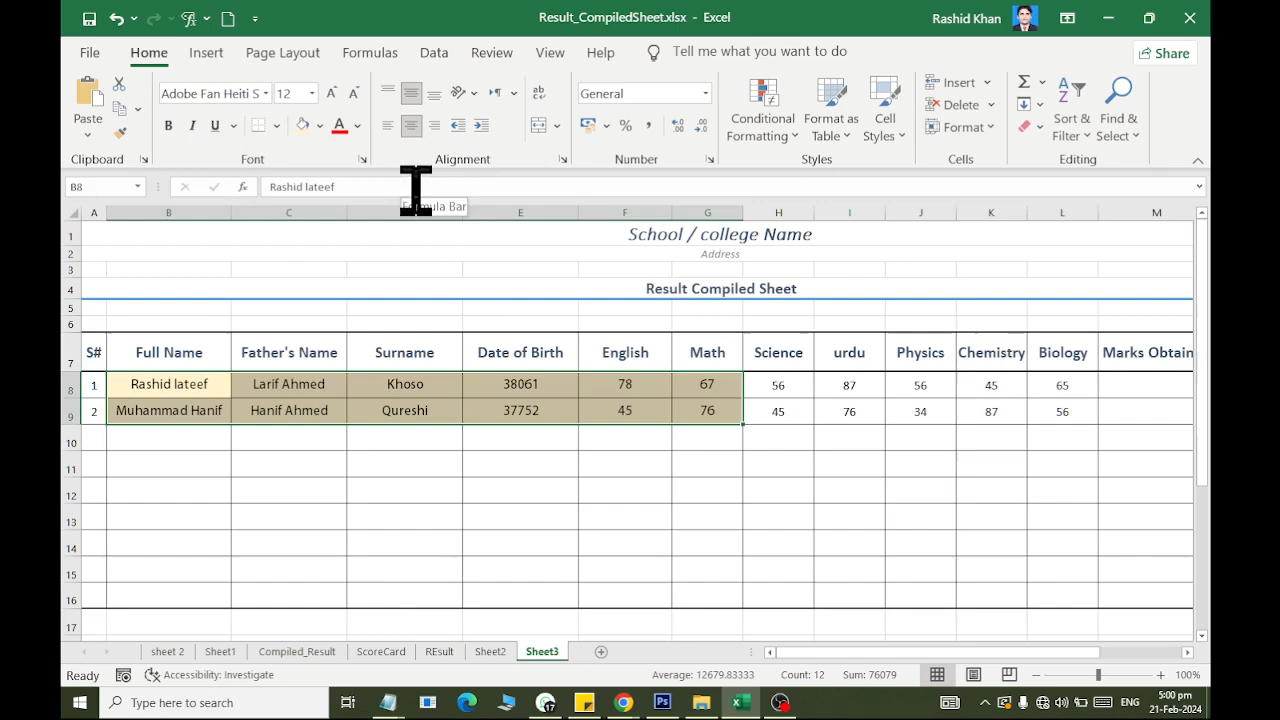 Result_CompiledSheet.xlsx - Excel
Rashid Khan
File Home Insert Page Layout Formulas Data Review View Help Tell me what you want to do Share
Paste
Clipboard
Adobe Fan Heiti S 12 A A
B I U A
Font
ab
Alignment
General
% ,
Number
Conditional Formatting
Format as Table
Cell Styles
Styles
Insert
Delete
Format
Cells
Σ
Sort & Filter
Find & Select
Editing
B8 fx Rashid lateef
Bar
A B C E F G H I J K L M
1 School / college Name
2 Address
3
4 Result Compiled Sheet
5
6
7 S# Full Name Father's Name Surname Date of Birth English Math Science urdu Physics Chemistry Biology Marks Obtain
8 1 Rashid lateef Larif Ahmed Khoso 38061 78 67 56 87 56 45 65
9 2 Muhammad Hanif Hanif Ahmed Qureshi 37752 45 76 45 76 34 87 56
10
11
12
13
14
15
16
17
sheet 2 Sheet1 Compiled_Result ScoreCard REsult Sheet2 Sheet3
Ready Accessibility: Investigate Average: 12679.83333 Count: 12 Sum: 76079 100%
Type here to search
17
Ps
5:00 pm
21-Feb-2024